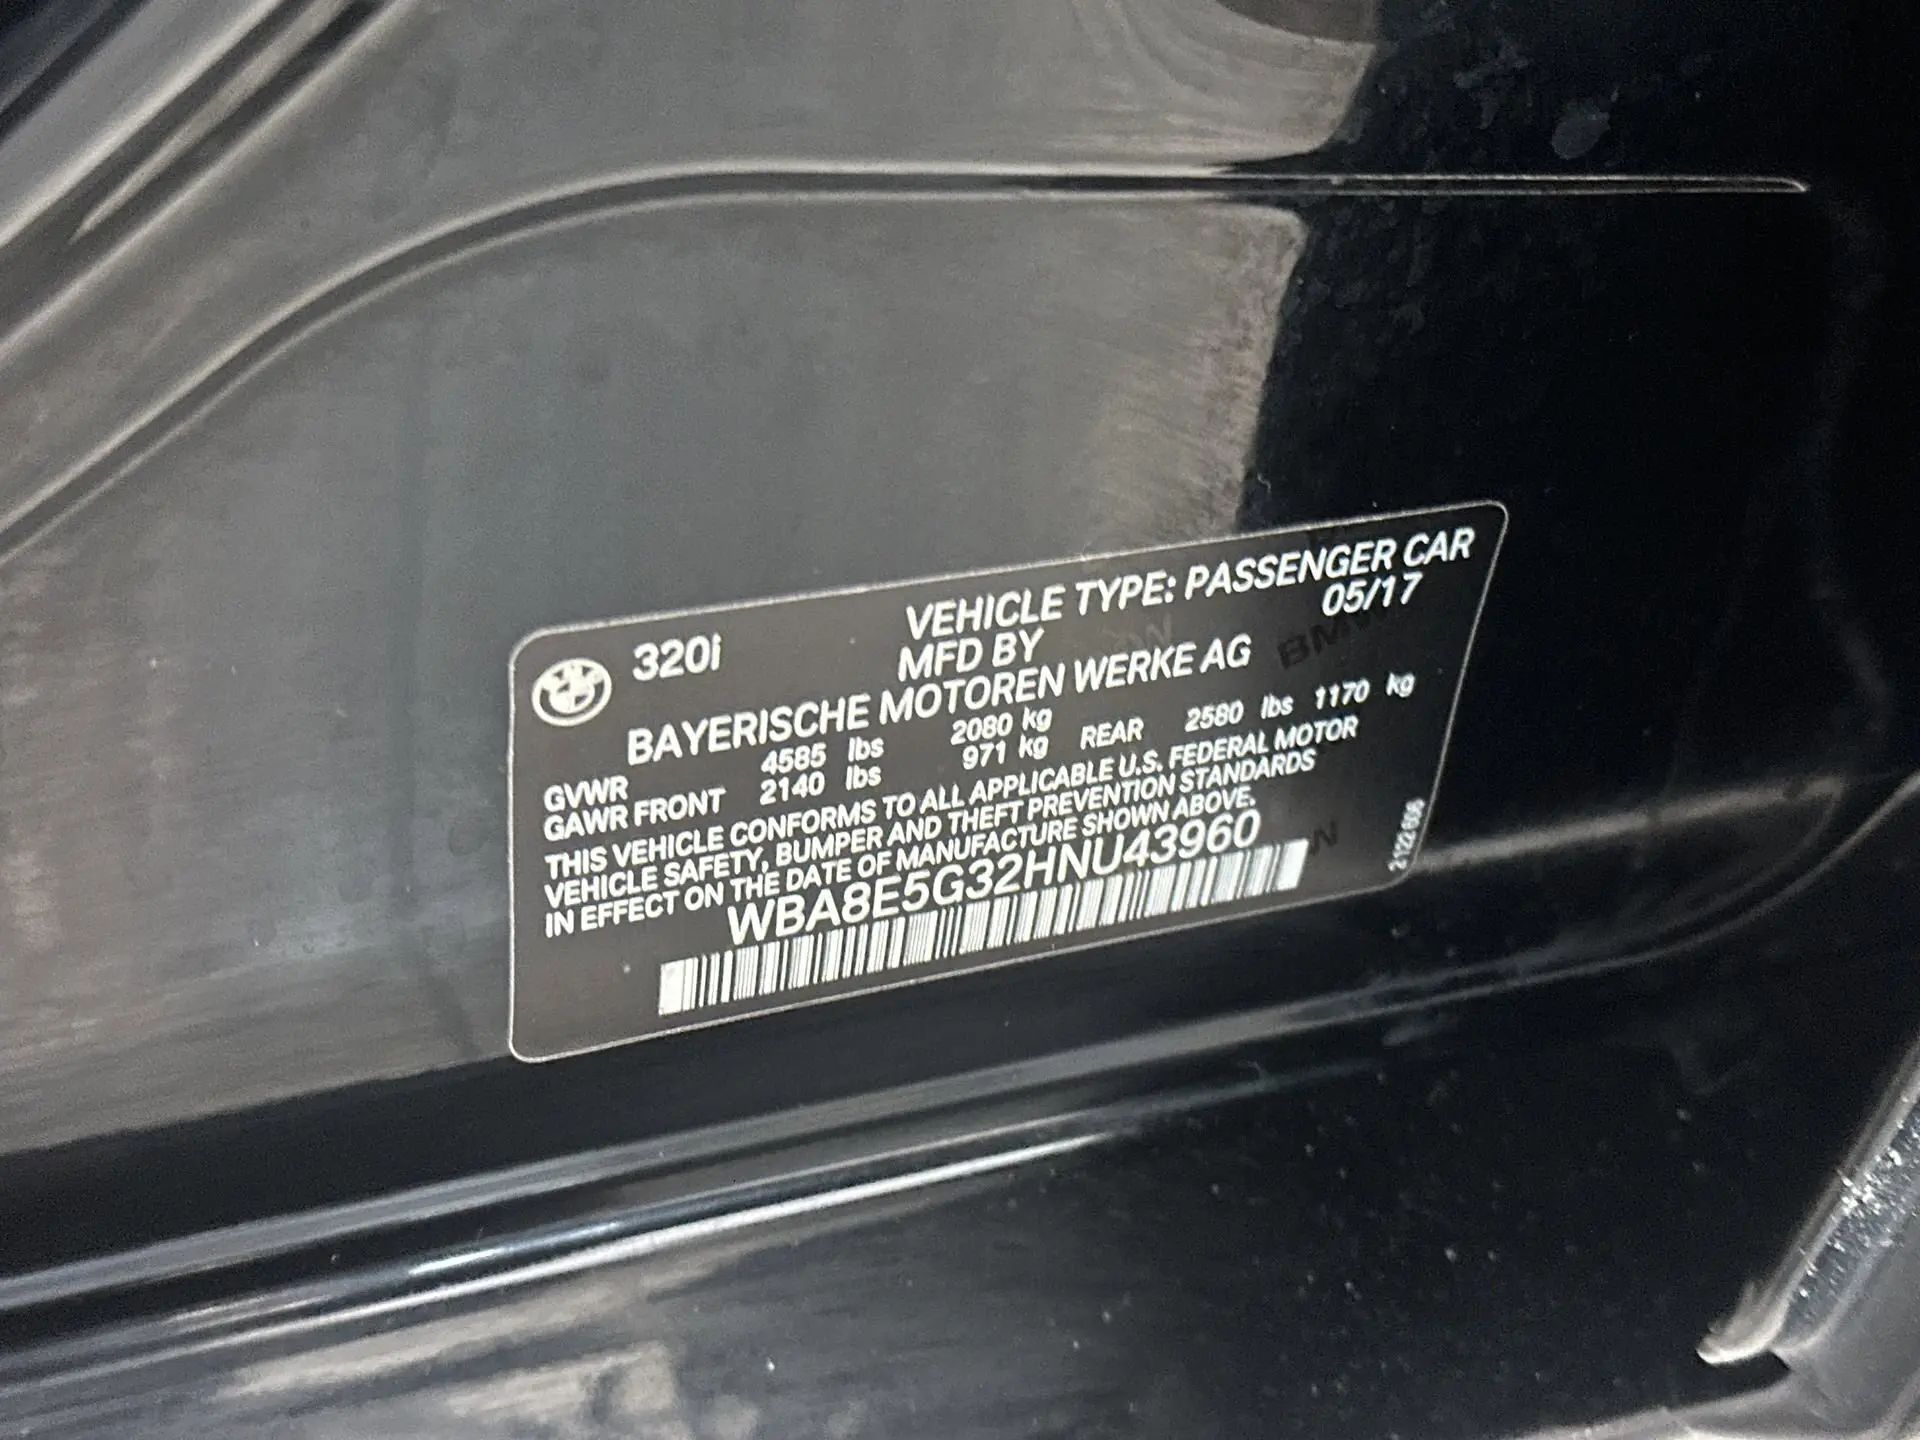 320i
VEHICLE TYPE: PASSENGER CAR
MFD BY 05/17
BAYERISCHE MOTOREN WERKE AG
GVWR 4585 lbs 2080 kg
GAWR FRONT 2140 lbs 971 kg REAR 2580 lbs 1170 kg
THIS VEHICLE CONFORMS TO ALL APPLICABLE U.S. FEDERAL MOTOR
VEHICLE SAFETY, BUMPER AND THEFT PREVENTION STANDARDS
IN EFFECT ON THE DATE OF MANUFACTURE SHOWN ABOVE.
WBA8E5G32HNU43960
BMW